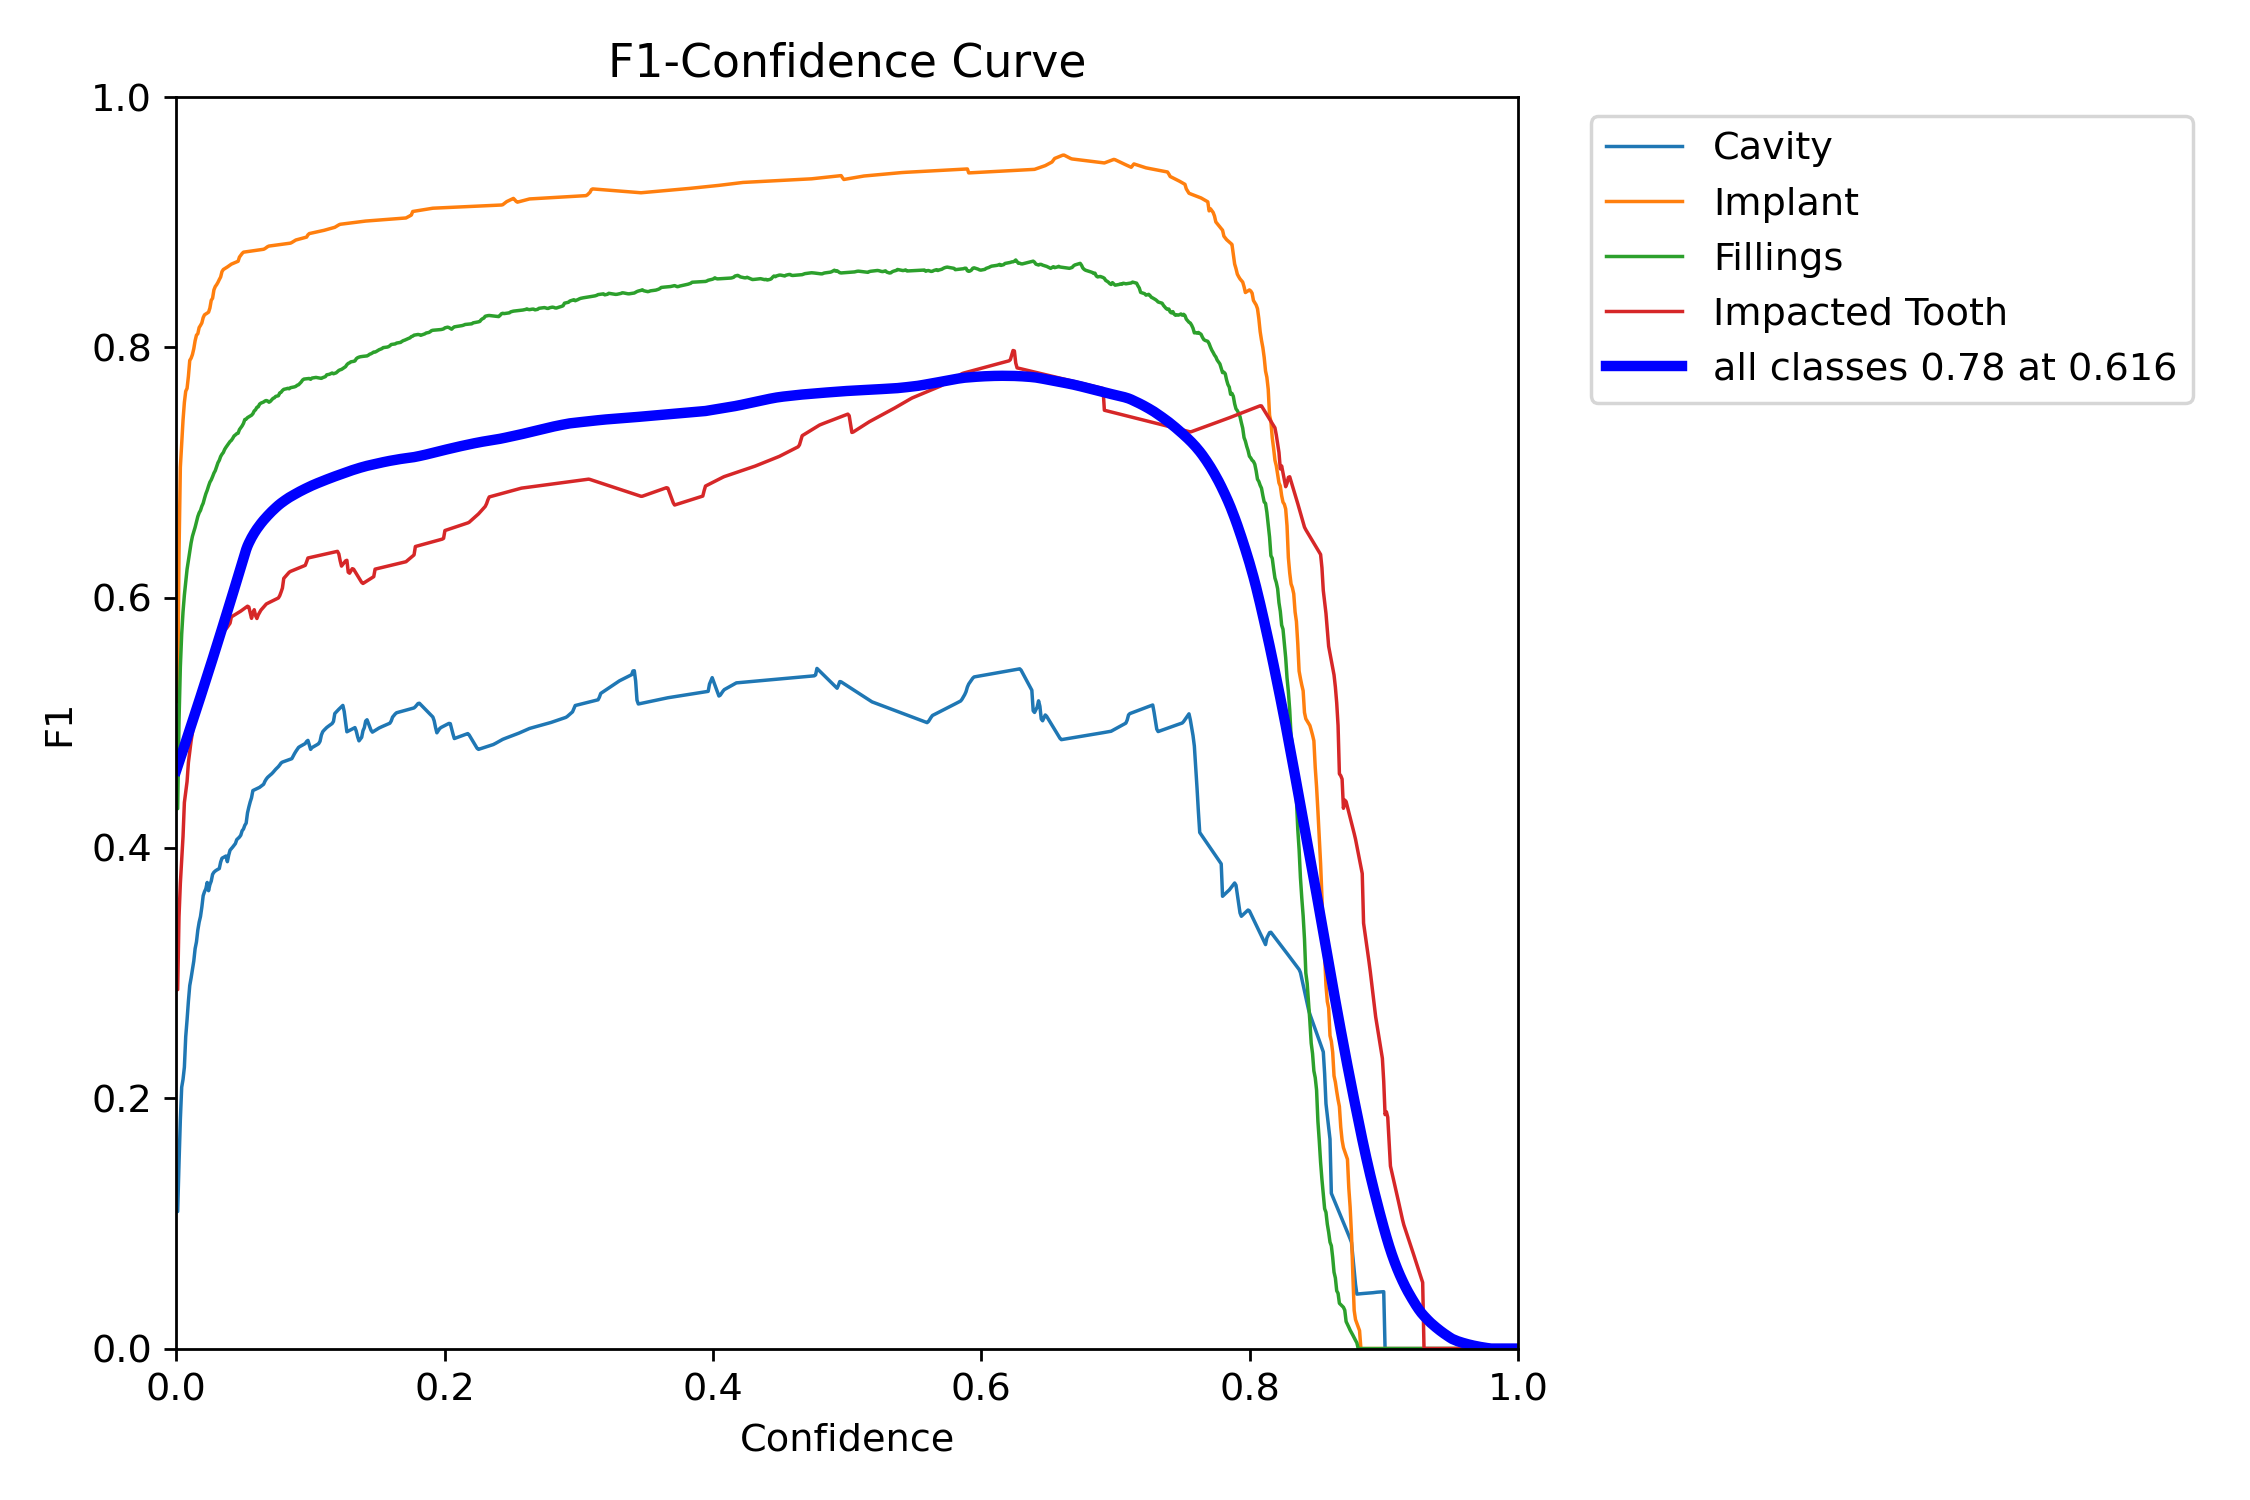 F1-Confidence Curve
1.0
0.8
0.6
0.4
0.2
0.0
F1
0.0 0.2 0.4 0.6 0.8 1.0
Confidence
Cavity
Implant
Fillings
Impacted Tooth
all classes 0.78 at 0.616